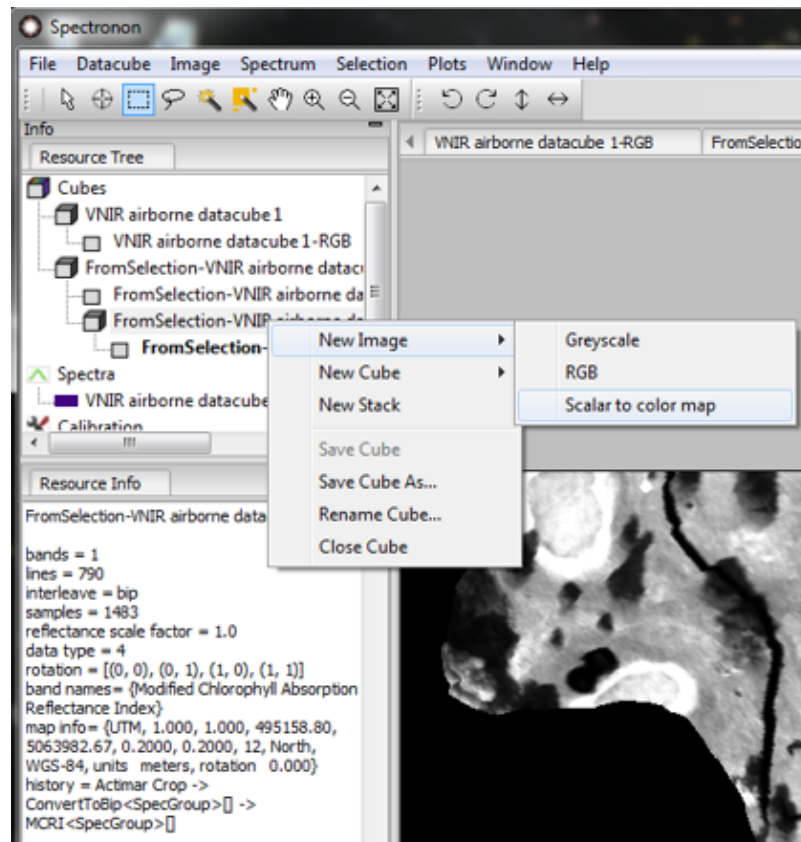 Spectronon
File Datacube Image Spectrum Selection Plots Window Help
Info
Resource Tree
VNIR airborne datacube 1-RGB
FromSelectio
Cubes
VNIR airborne datacube 1
VNIR airborne datacube 1-RGB
FromSelection-VNIR airborne datacu
FromSelection-VNIR airborne da
FromSelection-VNIR airborne da
FromSelection-
Spectra
VNIR airborne datacube
Calibration
New Image
New Cube
New Stack
Save Cube
Save Cube As...
Rename Cube...
Close Cube
Greyscale
RGB
Scalar to color map
Resource Info
FromSelection-VNIR airborne data
bands = 1
lines = 790
interleave = bip
samples = 1483
reflectance scale factor = 1.0
data type = 4
rotation = [(0, 0), (0, 1), (1, 0), (1, 1)]
band names= {Modified Chlorophyll Absorption
Reflectance Index}
map info= {UTM, 1.000, 1.000, 495158.80,
5063982.67, 0.2000, 0.2000, 12, North,
WGS-84, units meters, rotation 0.000}
history = Actimar Crop ->
ConvertToBip<SpecGroup>[] ->
MCRI<SpecGroup>[]